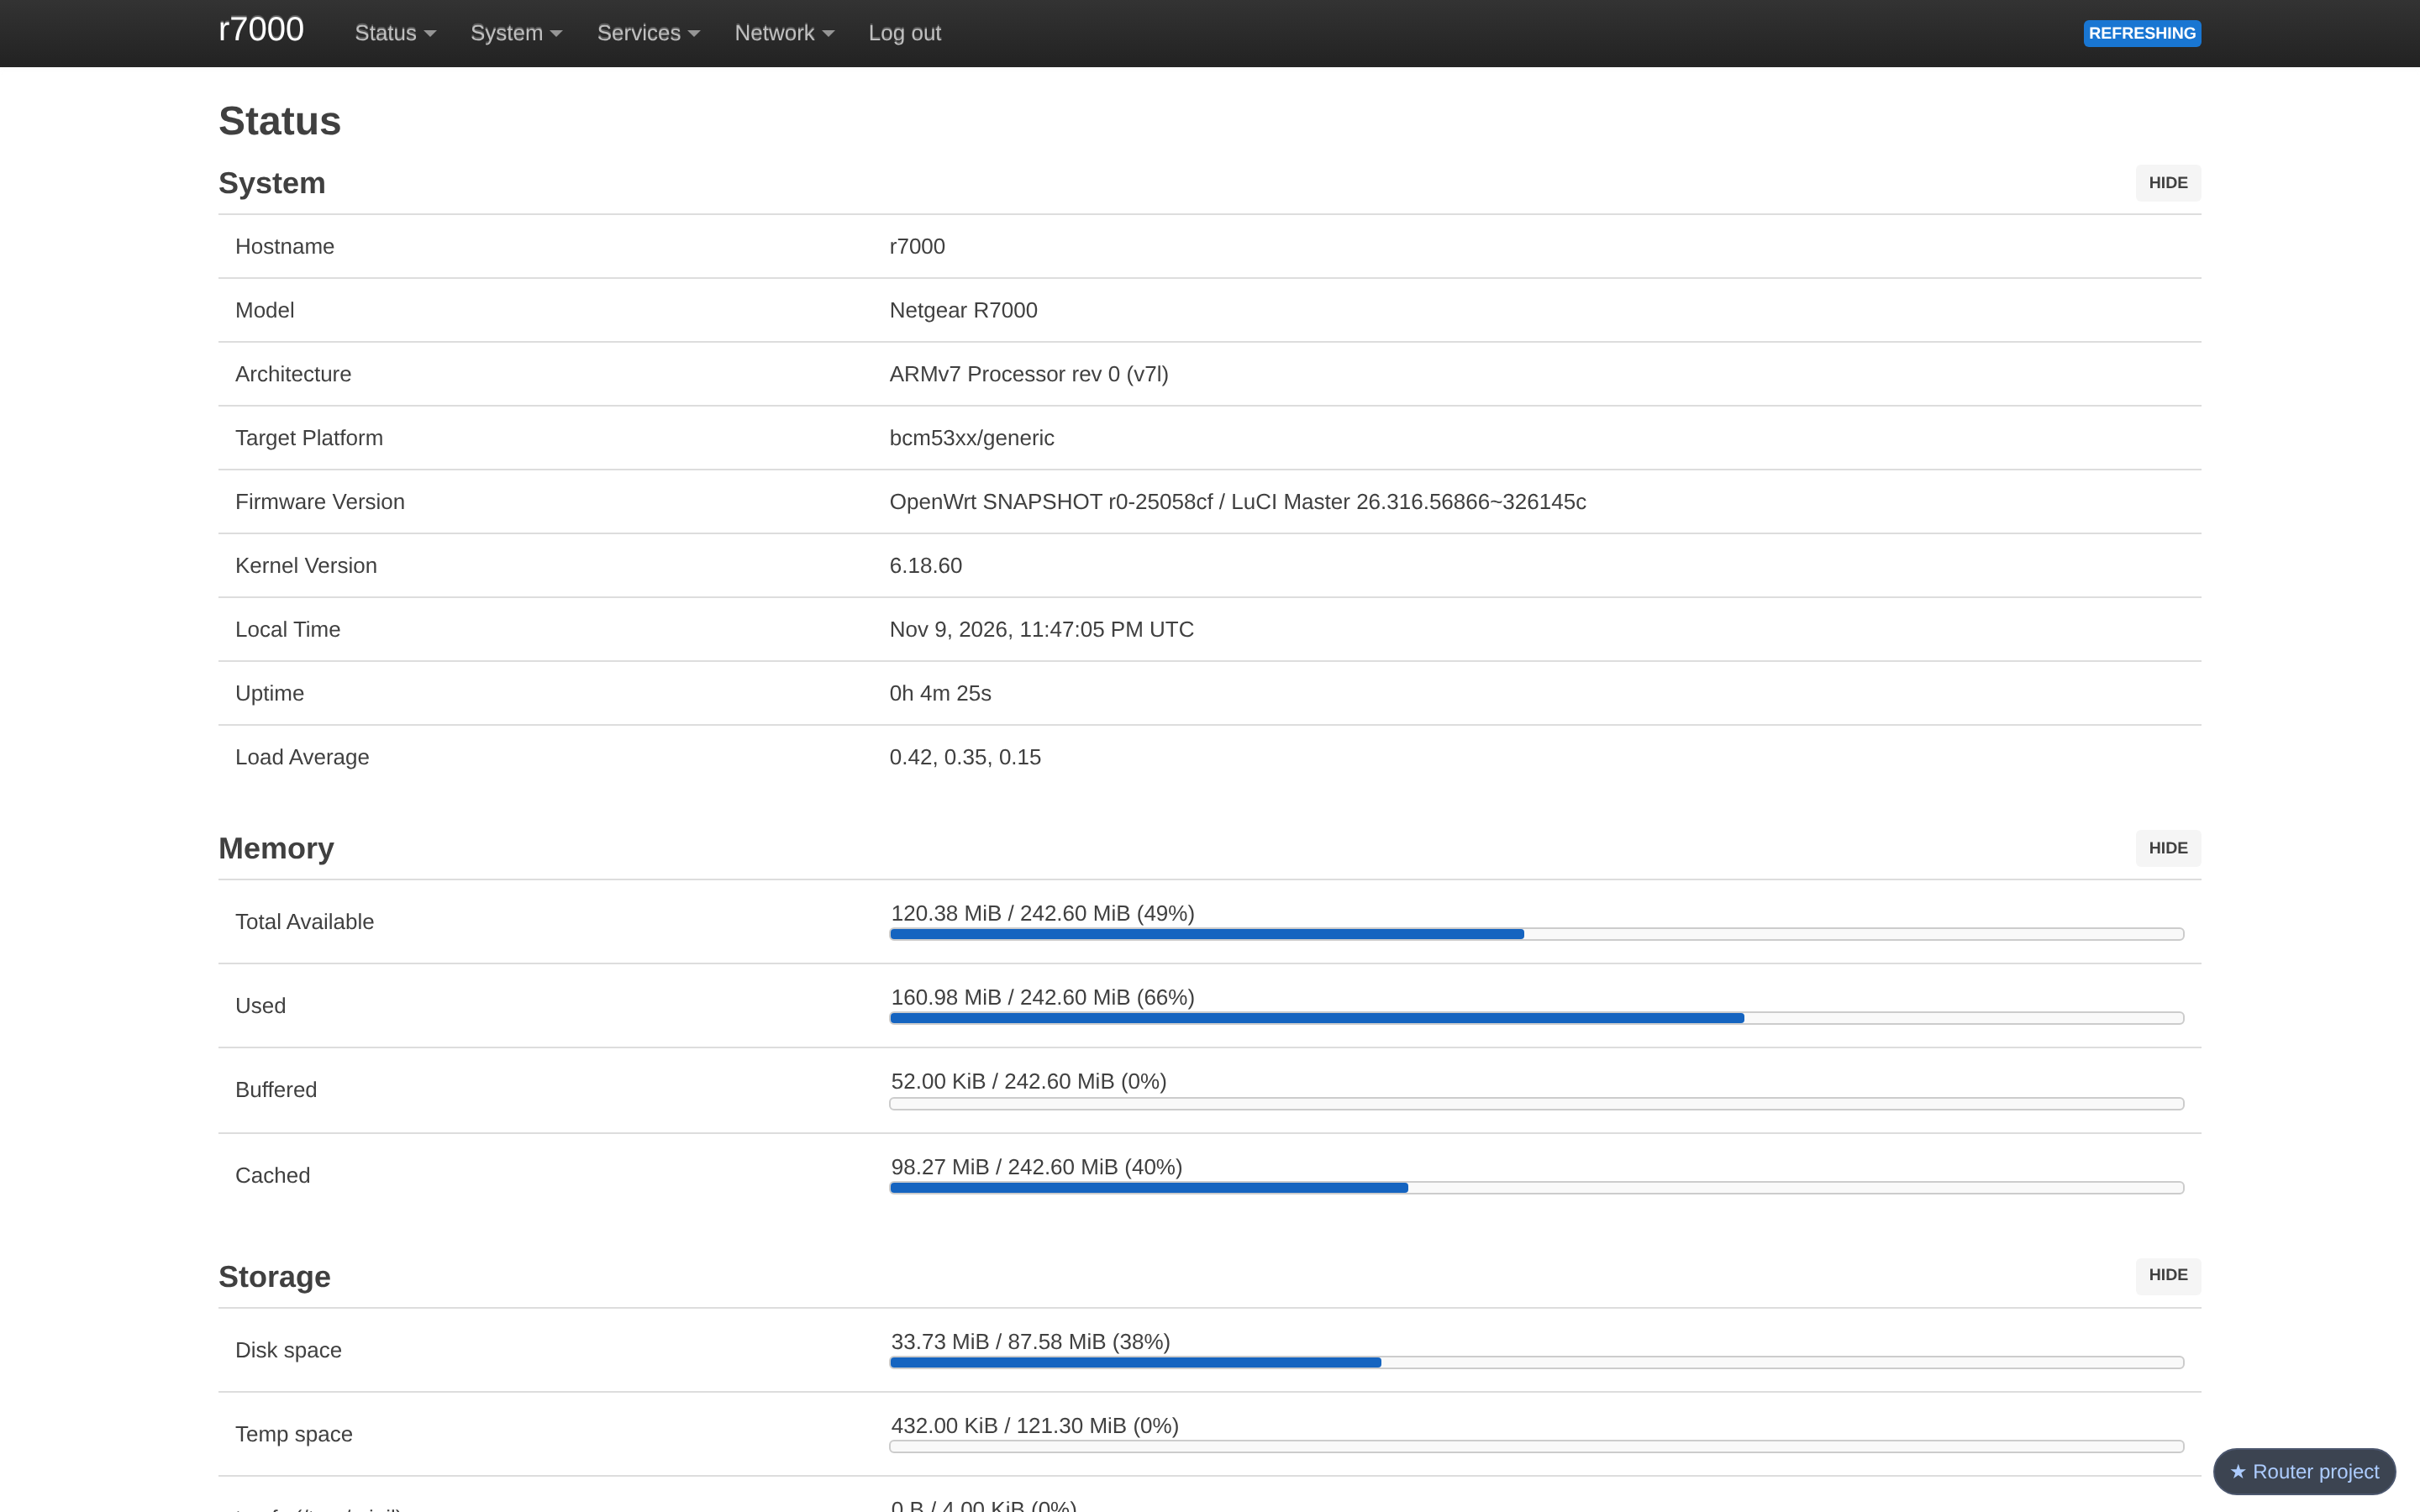 r7000 Status System Services Network Log out REFRESHING
Status
System HIDE
Hostname r7000
Model Netgear R7000
Architecture ARMv7 Processor rev 0 (v7l)
Target Platform bcm53xx/generic
Firmware Version OpenWrt SNAPSHOT r0-25058cf / LuCI Master 26.316.56866~326145c
Kernel Version 6.18.60
Local Time Nov 9, 2026, 11:47:05 PM UTC
Uptime 0h 4m 25s
Load Average 0.42, 0.35, 0.15
Memory HIDE
Total Available 120.38 MiB / 242.60 MiB (49%)
Used 160.98 MiB / 242.60 MiB (66%)
Buffered 52.00 KiB / 242.60 MiB (0%)
Cached 98.27 MiB / 242.60 MiB (40%)
Storage HIDE
Disk space 33.73 MiB / 87.58 MiB (38%)
Temp space 432.00 KiB / 121.30 MiB (0%)
★ Router project
0 B / 4.00 KiB (0%)